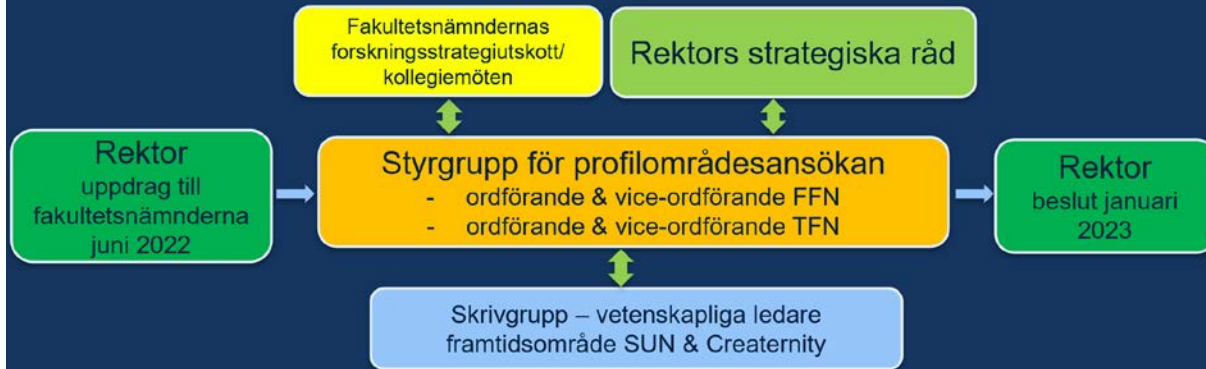 Fakultetsnämndernas
forskningsstrategiutskott/
kollegiemöten
Rektors strategiska råd
Rektor
uppdrag till
fakultetsnämnderna
juni 2022
Styrgrupp för profilområdesansökan
- ordförande & vice-ordförande FFN
- ordförande & vice-ordförande TFN
Rektor
beslut januari
2023
Skrivgrupp – vetenskapliga ledare
framtidsområde SUN & Creaternity